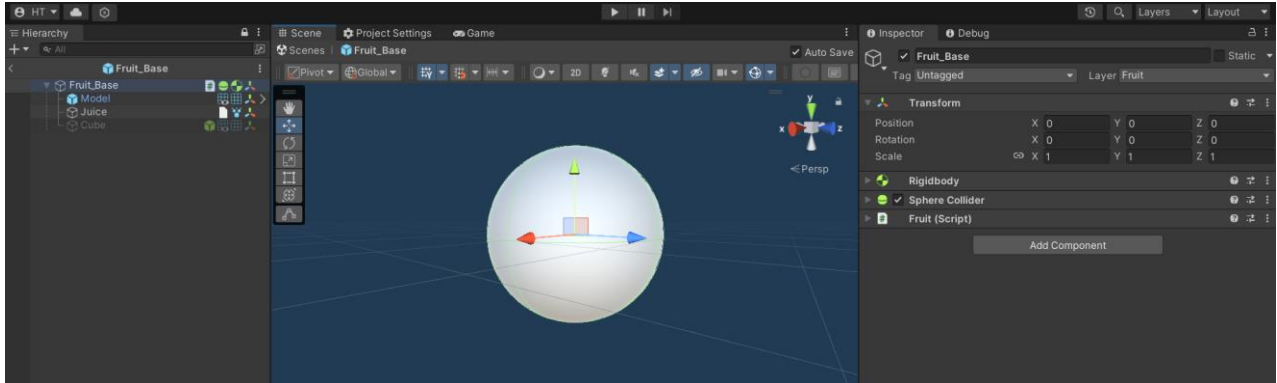 HT
Layers
Layout
Hierarchy
Scene
Project Settings
Game
Inspector
Debug
All
Scenes
Fruit_Base
Auto Save
Fruit_Base
Static
Fruit_Base
Pivot
Global
2D
Tag Untagged
Layer Fruit
Fruit_Base
Model
Juice
Cube
y
x
z
Persp
Transform
Position X 0 Y 0 Z 0
Rotation X 0 Y 0 Z 0
Scale X 1 Y 1 Z 1
Rigidbody
Sphere Collider
Fruit (Script)
Add Component